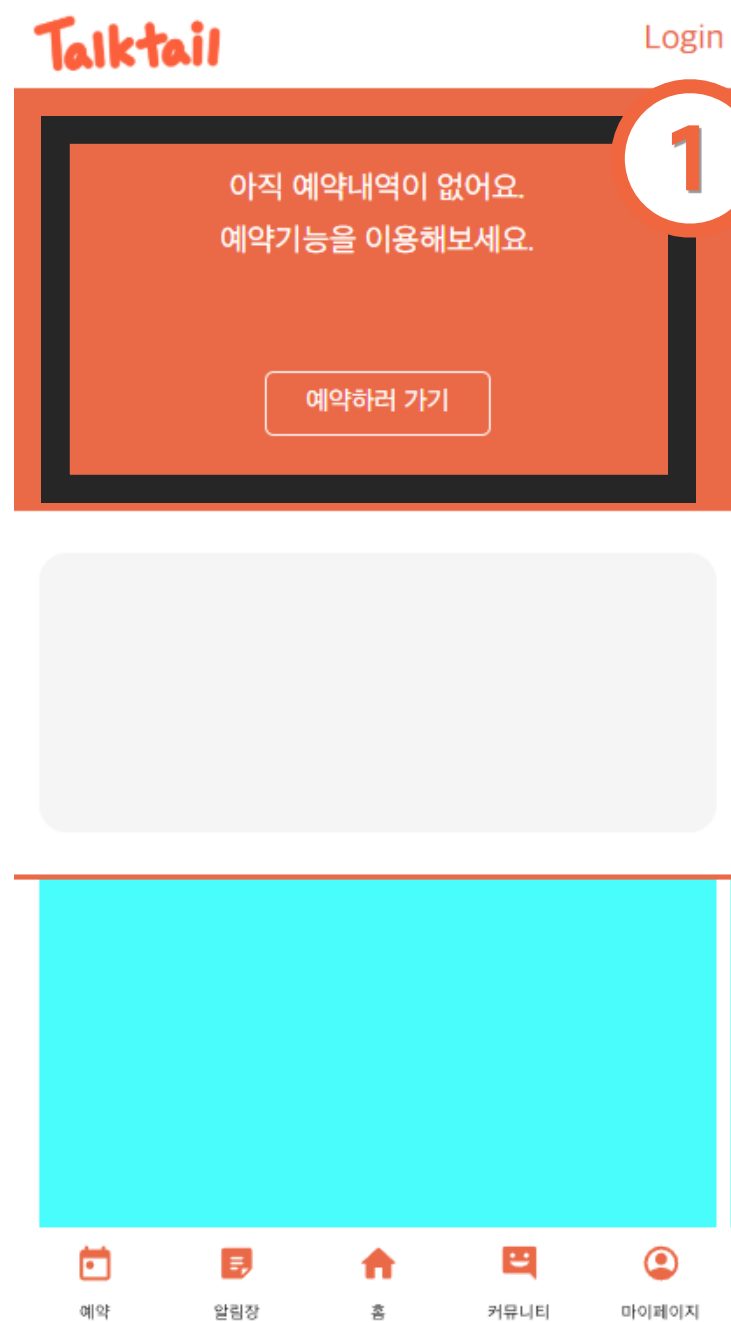 Talktail
Login
1
아직 예약내역이 없어요.
예약기능을 이용해보세요.
예약하러 가기
예약
알림장
홈
커뮤니티
마이페이지